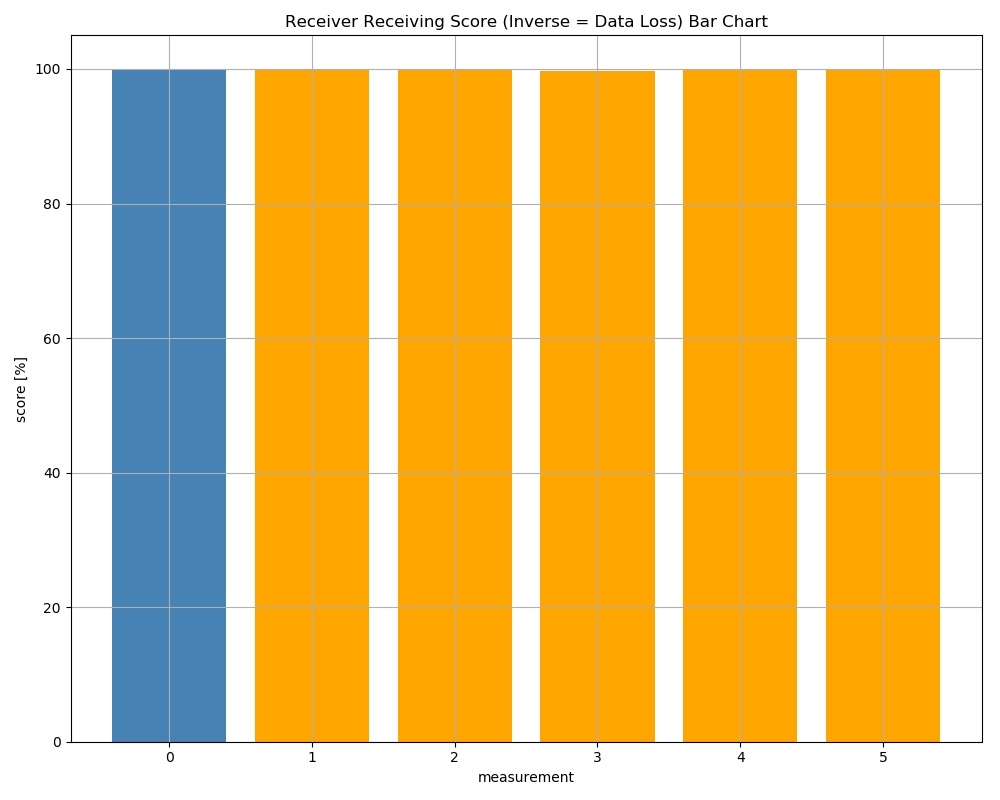 Receiver Receiving Score (Inverse = Data Loss) Bar Chart
100
80
60
40
20
0
score [%]
0 1 2 3 4 5
measurement